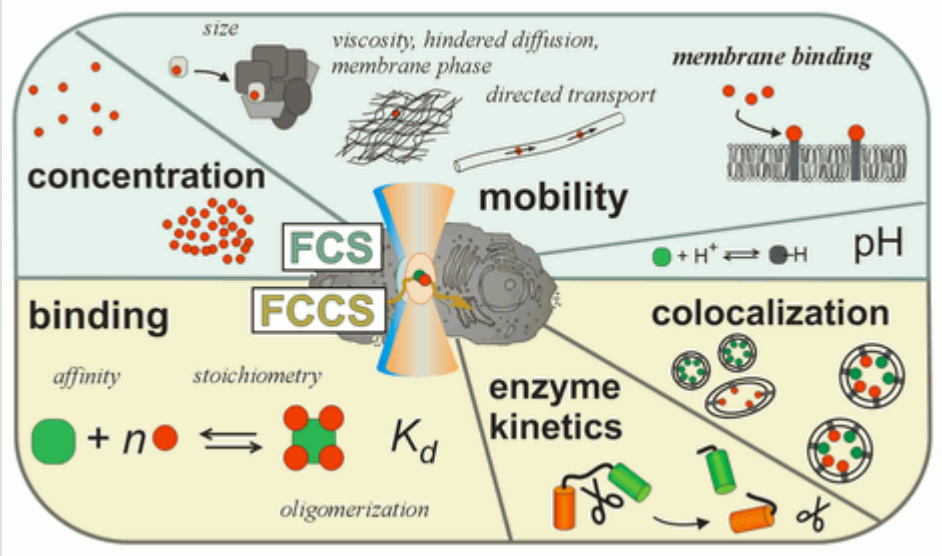 size
viscosity, hindered diffusion,
membrane phase
membrane binding
directed transport
concentration
mobility
FCS
+ H+ ⇌ -H
pH
FCCS
binding
colocalization
affinity
stoichiometry
enzyme
kinetics
+ n ⇌ Kd
oligomerization